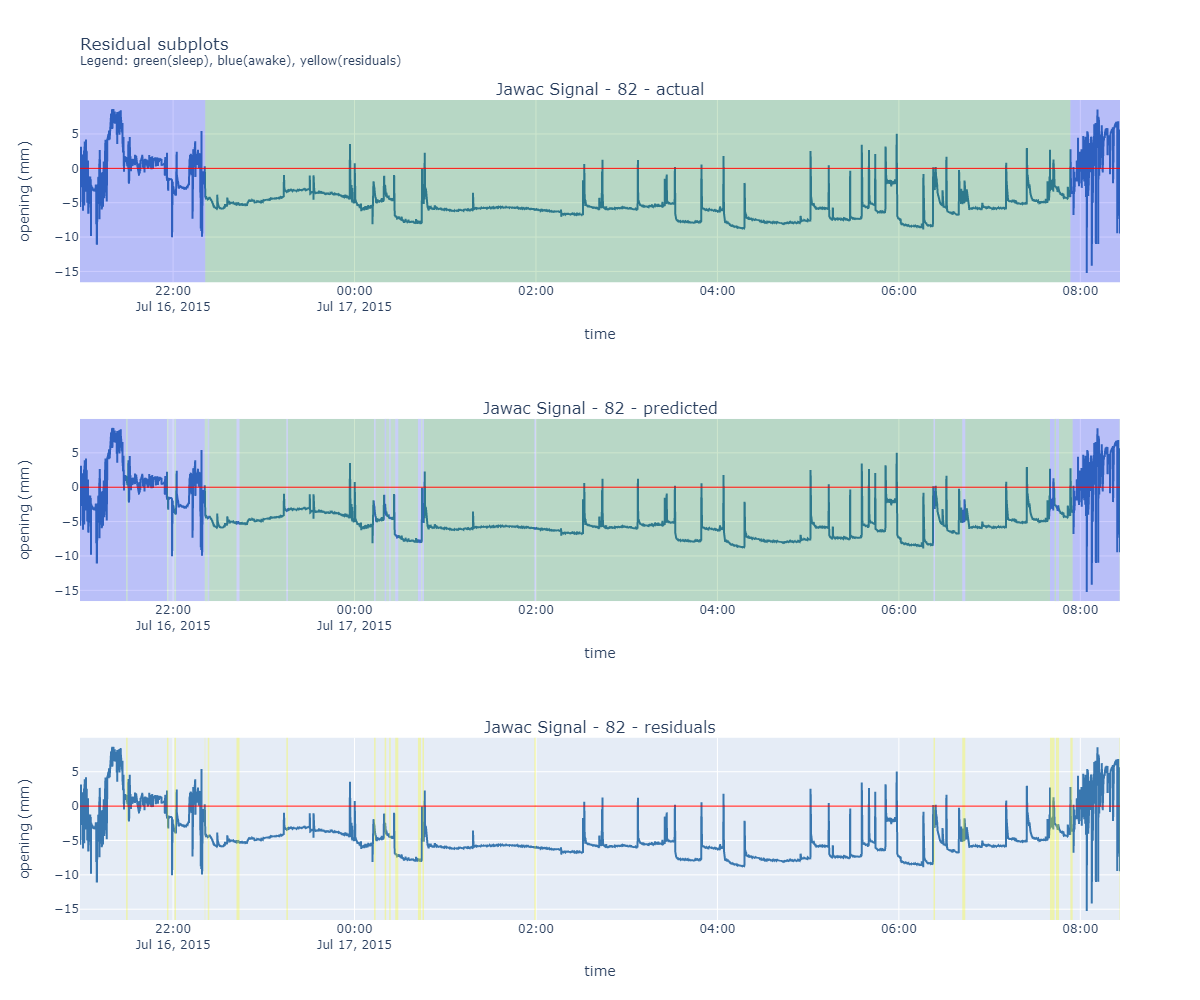 Residual subplots
Legend: green(sleep), blue(awake), yellow(residuals)
Jawac Signal - 82 - actual
opening (mm)
5
0
−5
−10
−15
22:00 00:00 02:00 04:00 06:00 08:00
Jul 16, 2015 Jul 17, 2015
time
Jawac Signal - 82 - predicted
opening (mm)
5
0
−5
−10
−15
22:00 00:00 02:00 04:00 06:00 08:00
Jul 16, 2015 Jul 17, 2015
time
Jawac Signal - 82 - residuals
opening (mm)
5
0
−5
−10
−15
22:00 00:00 02:00 04:00 06:00 08:00
Jul 16, 2015 Jul 17, 2015
time